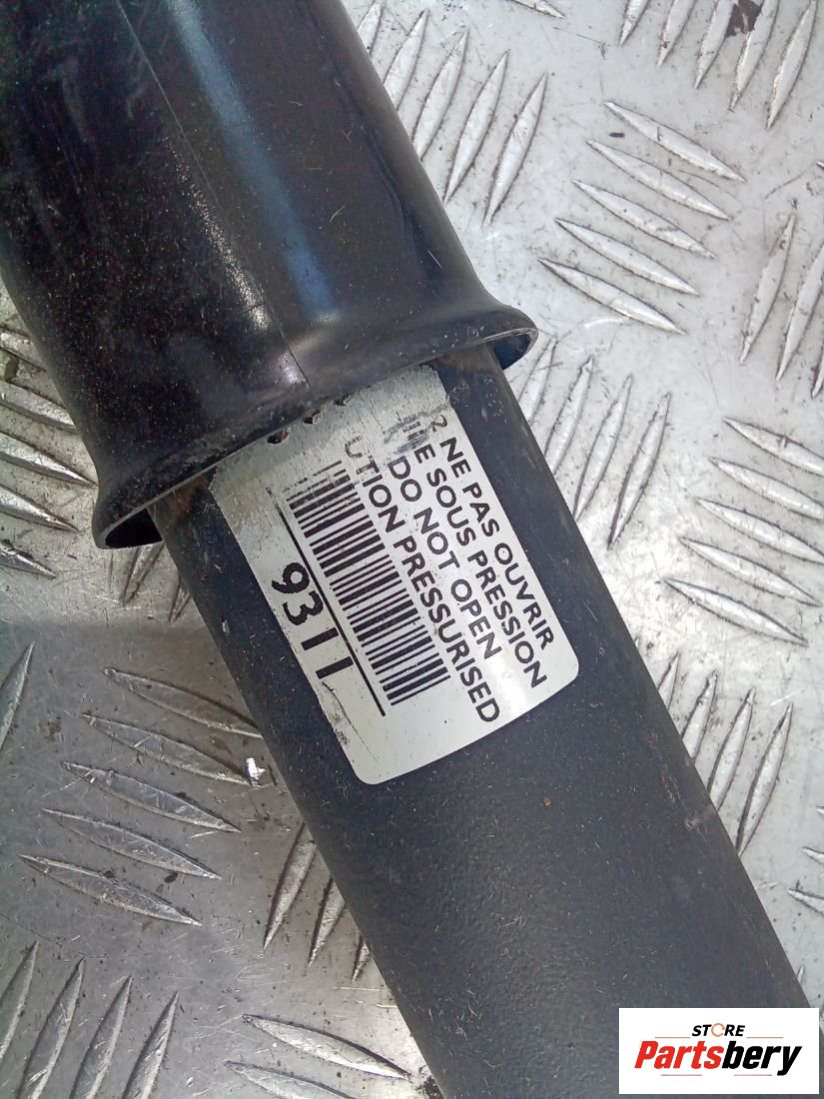 NE PAS OUVRIR
SOUS PRESSION
DO NOT OPEN
PRESSURISED
9311
STORE
Partsbery